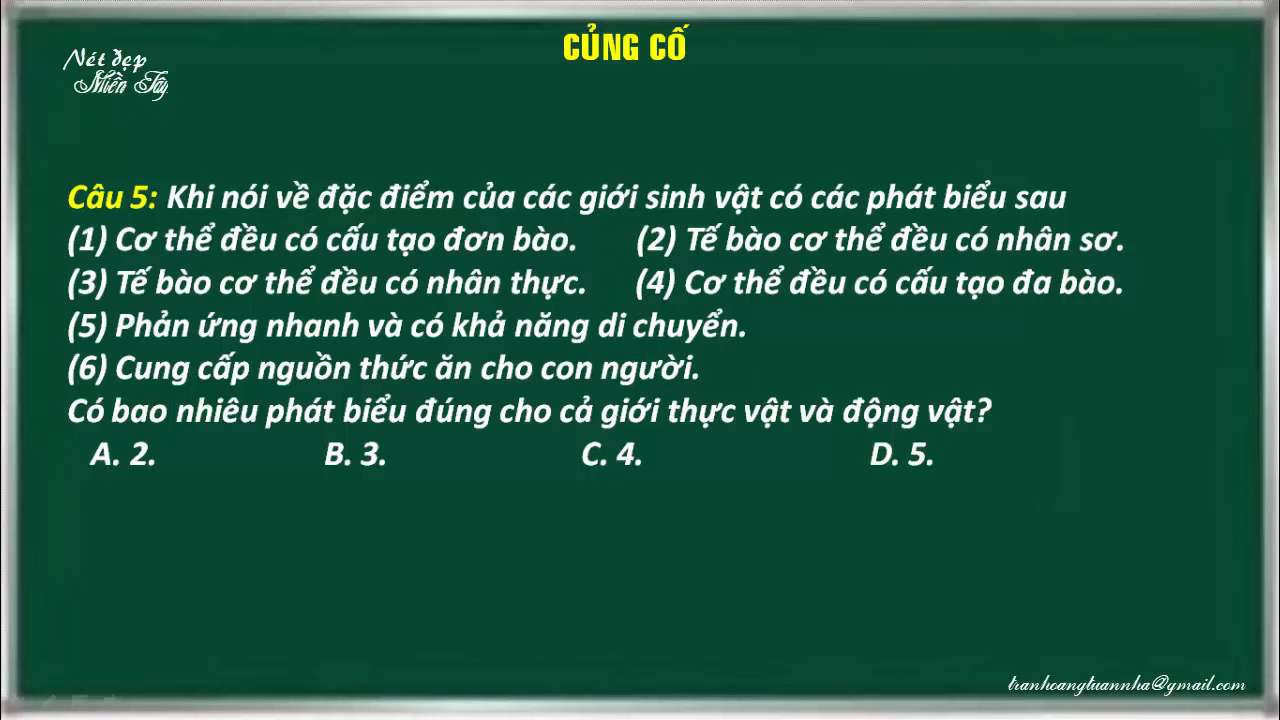 CỦNG CỐ
Nét đẹp
Miền Tây
Câu 5: Khi nói về đặc điểm của các giới sinh vật có các phát biểu sau
(1) Cơ thể đều có cấu tạo đơn bào. (2) Tế bào cơ thể đều có nhân sơ.
(3) Tế bào cơ thể đều có nhân thực. (4) Cơ thể đều có cấu tạo đa bào.
(5) Phản ứng nhanh và có khả năng di chuyển.
(6) Cung cấp nguồn thức ăn cho con người.
Có bao nhiêu phát biểu đúng cho cả giới thực vật và động vật?
A. 2. B. 3. C. 4. D. 5.
tranhoangtuannha@gmail.com